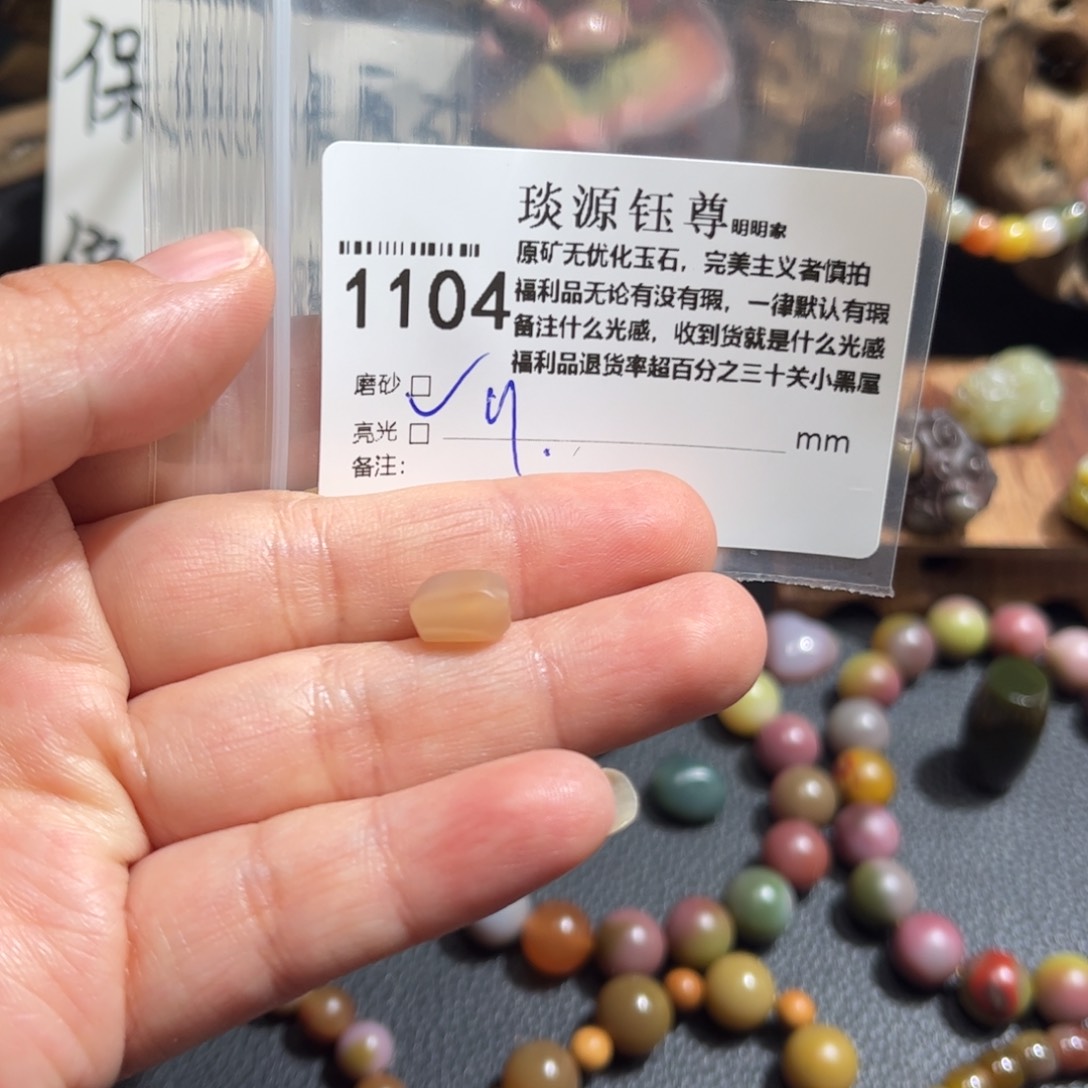 保
琰源钰尊明明家
1104
原矿无优化玉石，完美主义者慎拍
福利品无论有没有瑕，一律默认有瑕
备注什么光感，收到货就是什么光感
福利品退货率超百分之三十关小黑屋
磨砂
亮光 mm
备注：